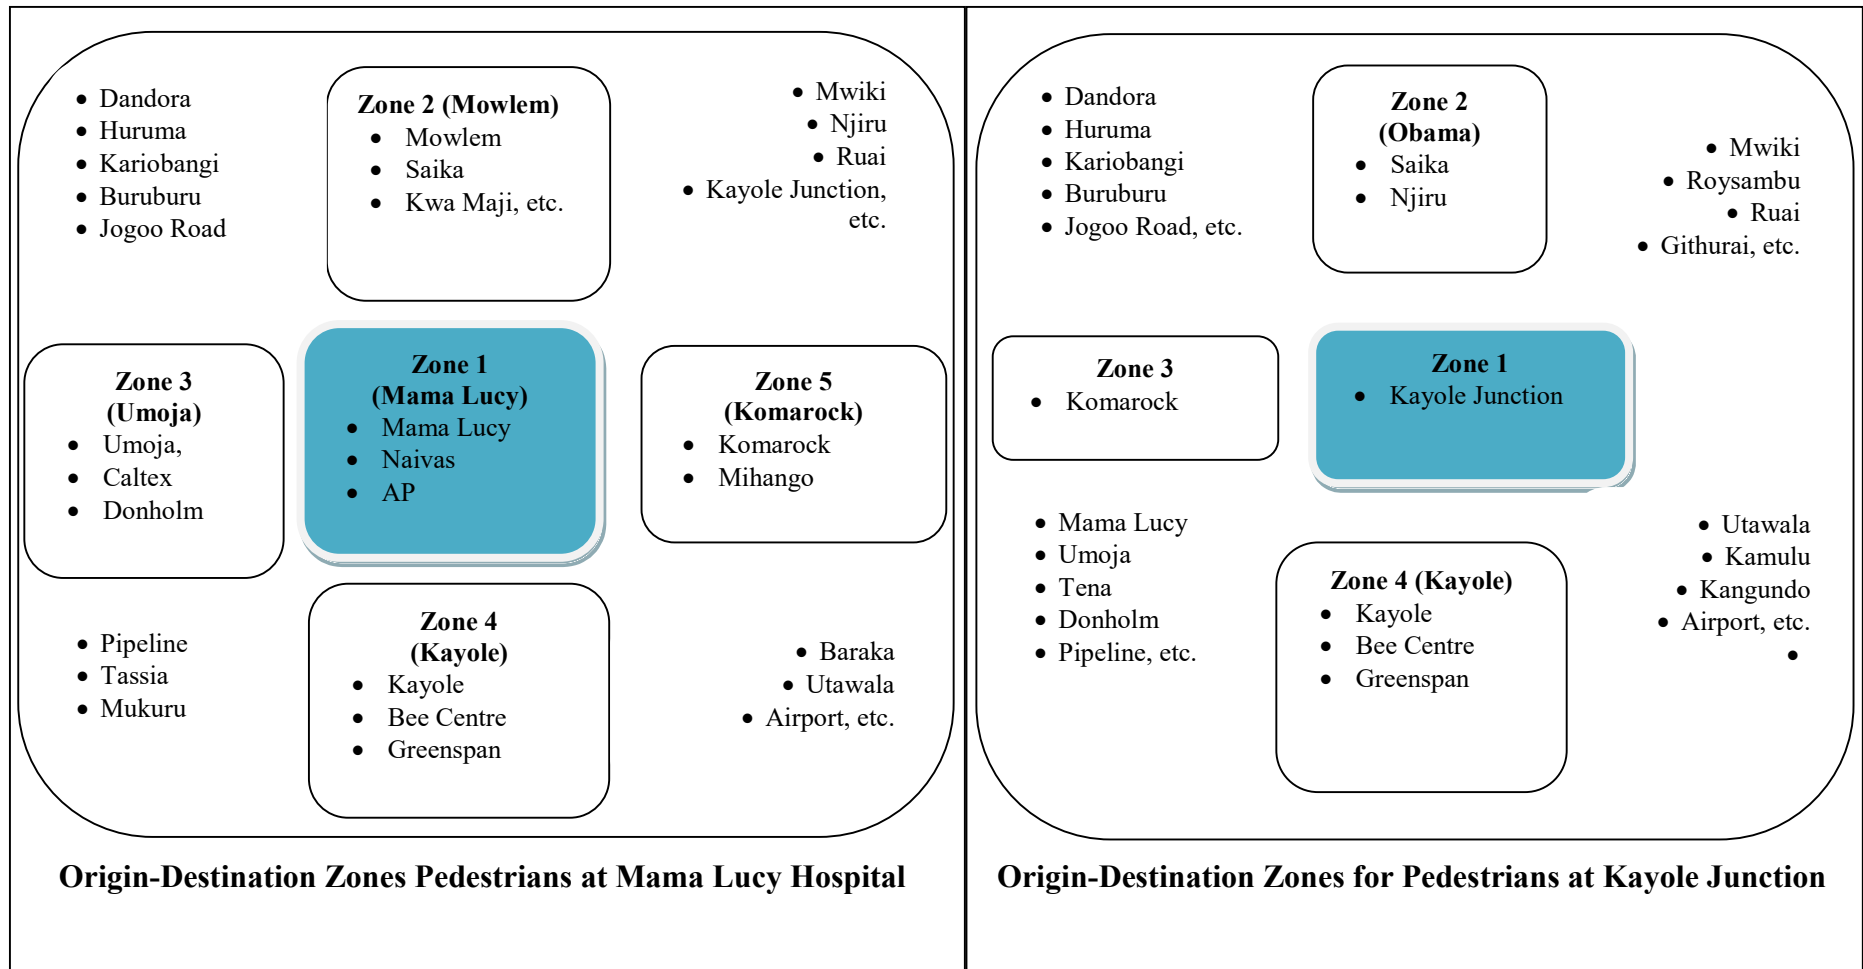 Dandora
Huruma
Kariobangi
Buruburu
Jogoo Road
Zone 2 (Mowlem)
Mowlem
Saika
Kwa Maji, etc.
Mwiki
Njiru
Ruai
Kayole Junction,
etc.
Zone 3
(Umoja)
Umoja,
Caltex
Donholm
Zone 1
(Mama Lucy)
Mama Lucy
Naivas
AP
Zone 5
(Komarock)
Komarock
Mihango
Pipeline
Tassia
Mukuru
Zone 4
(Kayole)
Kayole
Bee Centre
Greenspan
Baraka
Utawala
Airport, etc.
Origin-Destination Zones Pedestrians at Mama Lucy Hospital
Dandora
Huruma
Kariobangi
Buruburu
Jogoo Road, etc.
Zone 2
(Obama)
Saika
Njiru
Mwiki
Roysambu
Ruai
Githurai, etc.
Zone 3
Komarock
Zone 1
Kayole Junction
Mama Lucy
Umoja
Tena
Donholm
Pipeline, etc.
Zone 4 (Kayole)
Kayole
Bee Centre
Greenspan
Utawala
Kamulu
Kangundo
Airport, etc.
Origin-Destination Zones for Pedestrians at Kayole Junction